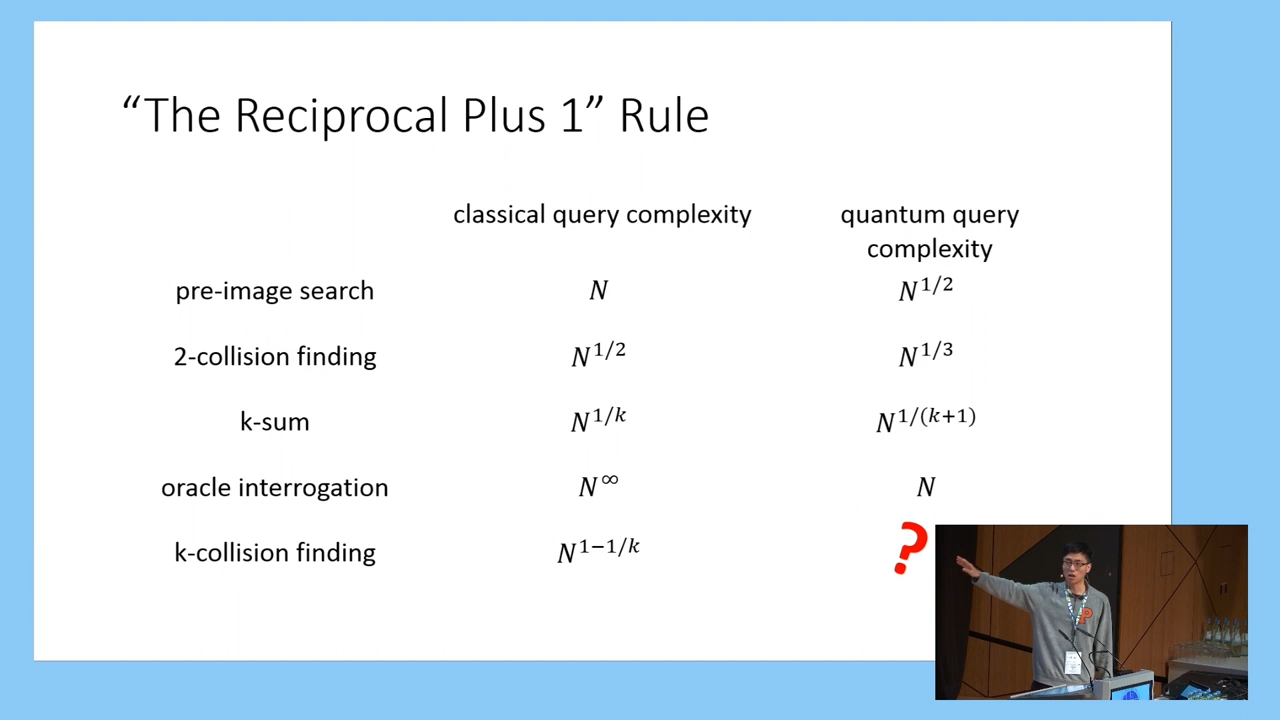 “The Reciprocal Plus 1” Rule
classical query complexity
quantum query
complexity
pre-image search N N^{1/2}
2-collision finding N^{1/2} N^{1/3}
k-sum N^{1/k} N^{1/(k+1)}
oracle interrogation N^∞ N
k-collision finding N^{1−1/k} ?